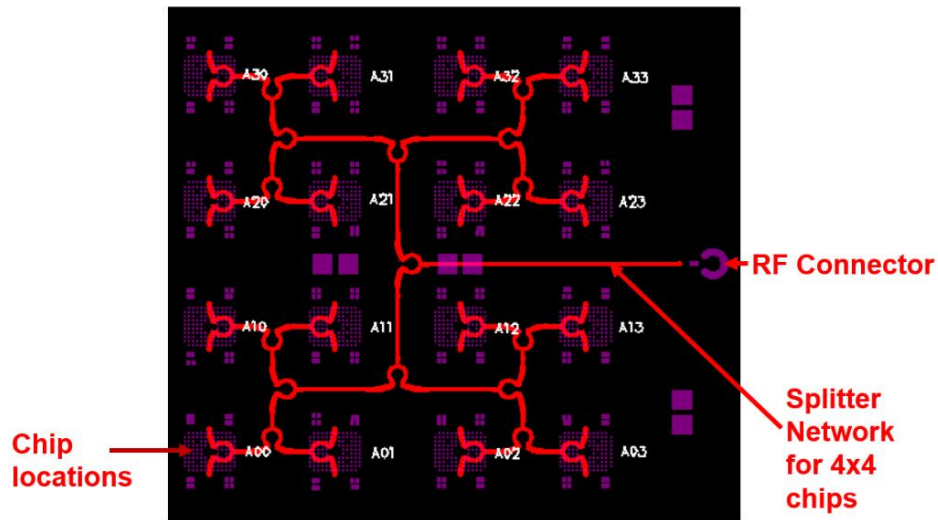 A30
A31
A32
A33
A20
A21
A22
A23
RF Connector
A10
A11
A12
A13
Splitter
Network
for 4x4
chips
Chip
locations
A00
A01
A02
A03